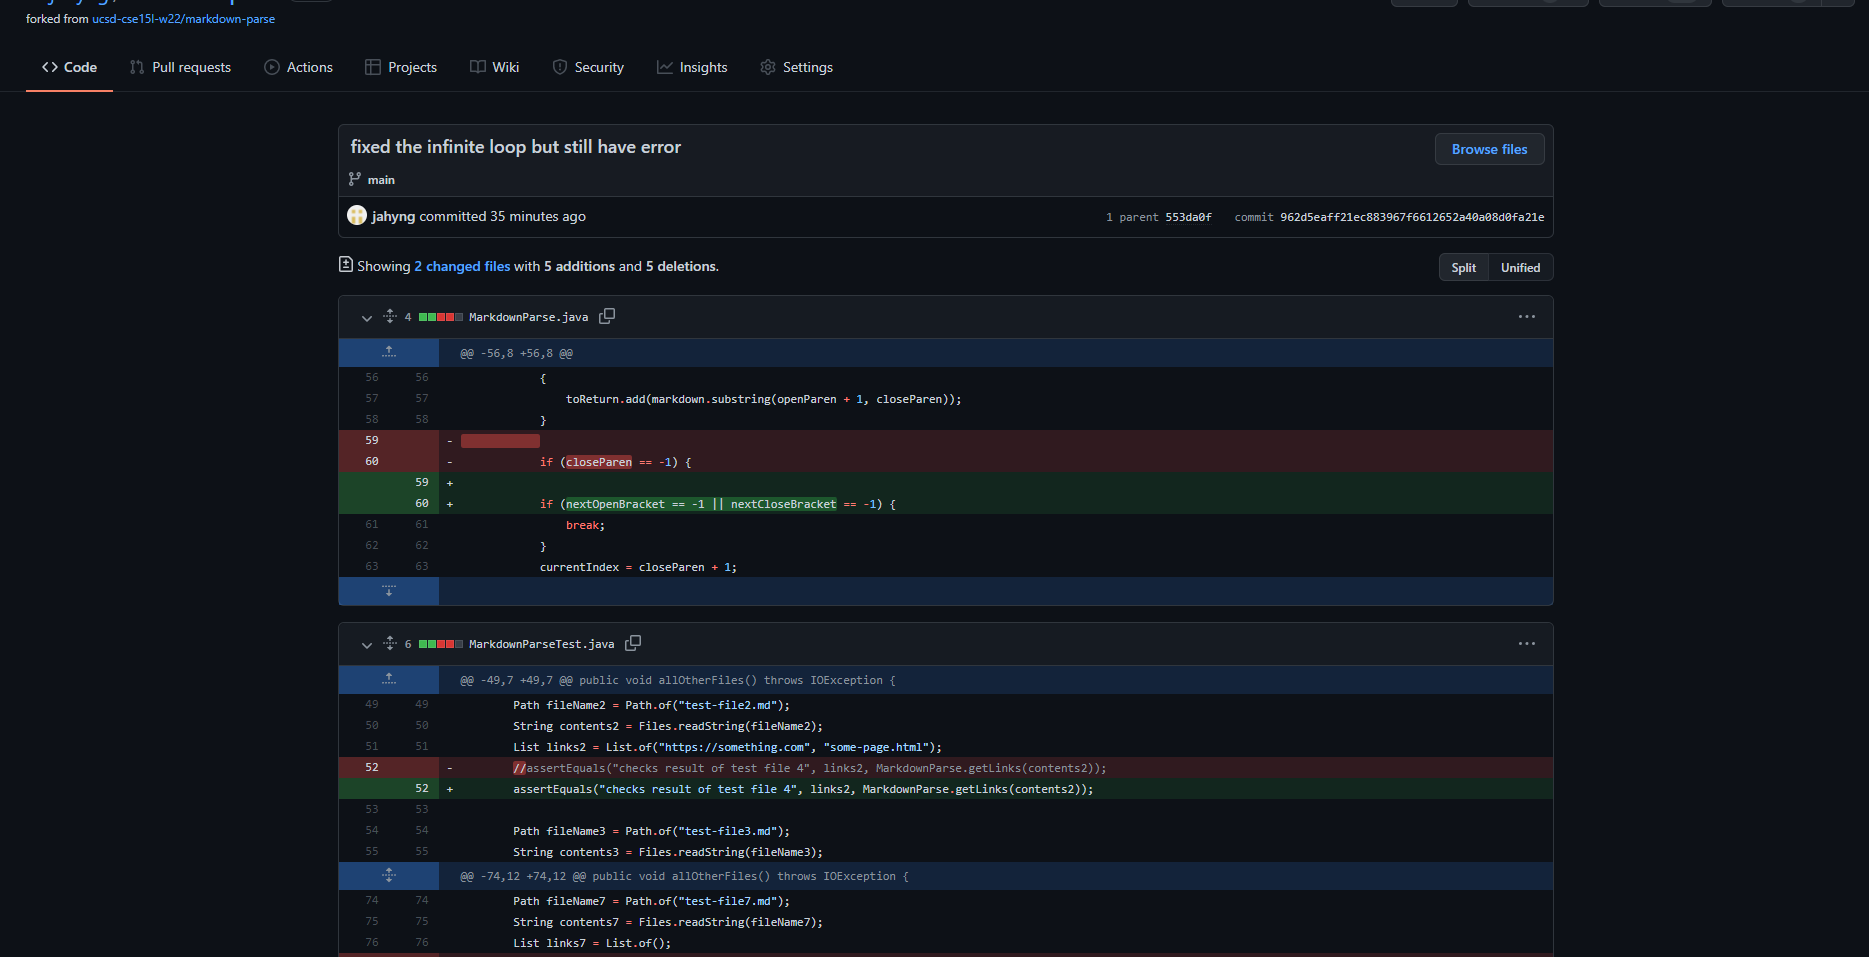 forked from ucsd-cse15l-w22/markdown-parse
Code Pull requests Actions Projects Wiki Security Insights Settings
fixed the infinite loop but still have error
Browse files
main
jahyng committed 35 minutes ago
1 parent 553da0f commit 962d5eaff21ec883967f6612652a40a08d0fa21e
Showing 2 changed files with 5 additions and 5 deletions.
Split Unified
4 MarkdownParse.java
@@ -56,8 +56,8 @@
56 56 {
57 57 toReturn.add(markdown.substring(openParen + 1, closeParen));
58 58 }
59 -
60 - if (closeParen == -1) {
59 +
60 + if (nextOpenBracket == -1 || nextCloseBracket == -1) {
61 61 break;
62 62 }
63 63 currentIndex = closeParen + 1;
6 MarkdownParseTest.java
@@ -49,7 +49,7 @@ public void allOtherFiles() throws IOException {
49 49 Path fileName2 = Path.of("test-file2.md");
50 50 String contents2 = Files.readString(fileName2);
51 51 List links2 = List.of("https://something.com", "some-page.html");
52 - //assertEquals("checks result of test file 4", links2, MarkdownParse.getLinks(contents2));
52 + assertEquals("checks result of test file 4", links2, MarkdownParse.getLinks(contents2));
53 53
54 54 Path fileName3 = Path.of("test-file3.md");
55 55 String contents3 = Files.readString(fileName3);
@@ -74,12 +74,12 @@ public void allOtherFiles() throws IOException {
74 74 Path fileName7 = Path.of("test-file7.md");
75 75 String contents7 = Files.readString(fileName7);
76 76 List links7 = List.of();